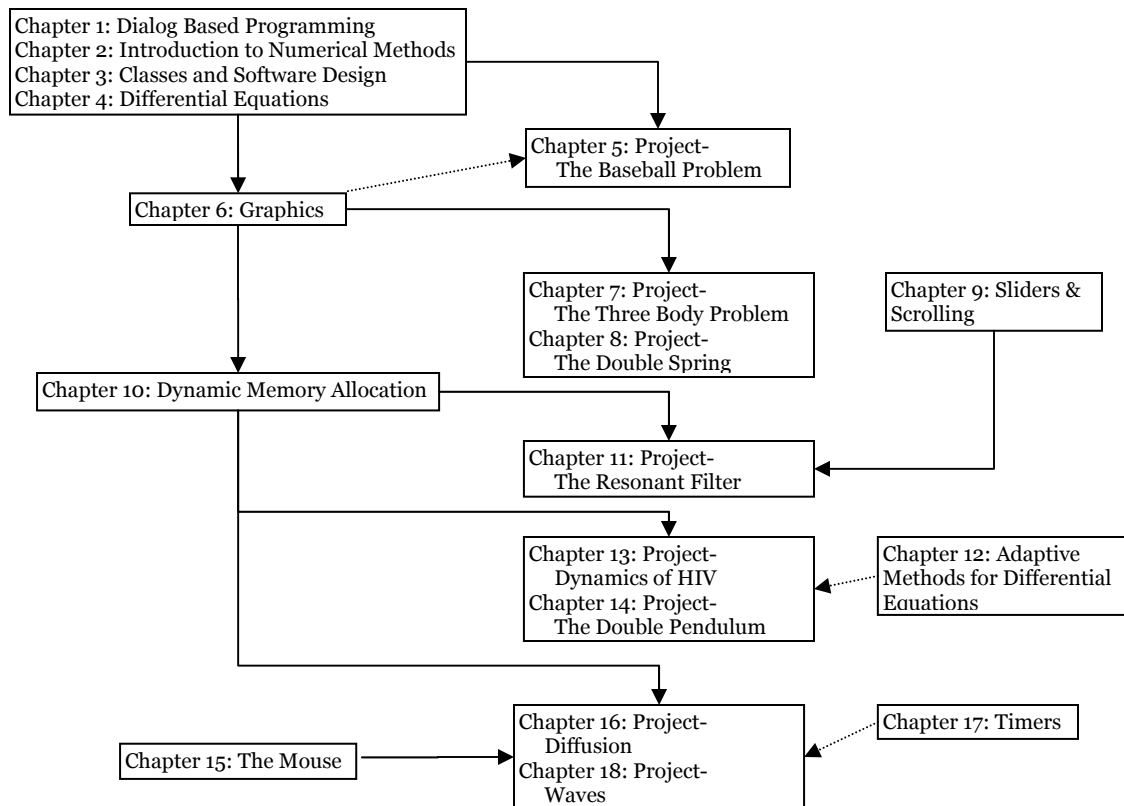 Chapter 1: Dialog Based Programming
Chapter 2: Introduction to Numerical Methods
Chapter 3: Classes and Software Design
Chapter 4: Differential Equations
Chapter 5: Project-
The Baseball Problem
Chapter 6: Graphics
Chapter 7: Project-
The Three Body Problem
Chapter 8: Project-
The Double Spring
Chapter 9: Sliders &
Scrolling
Chapter 10: Dynamic Memory Allocation
Chapter 11: Project-
The Resonant Filter
Chapter 13: Project-
Dynamics of HIV
Chapter 14: Project-
The Double Pendulum
Chapter 12: Adaptive
Methods for Differential
Equations
Chapter 16: Project-
Diffusion
Chapter 18: Project-
Waves
Chapter 17: Timers
Chapter 15: The Mouse